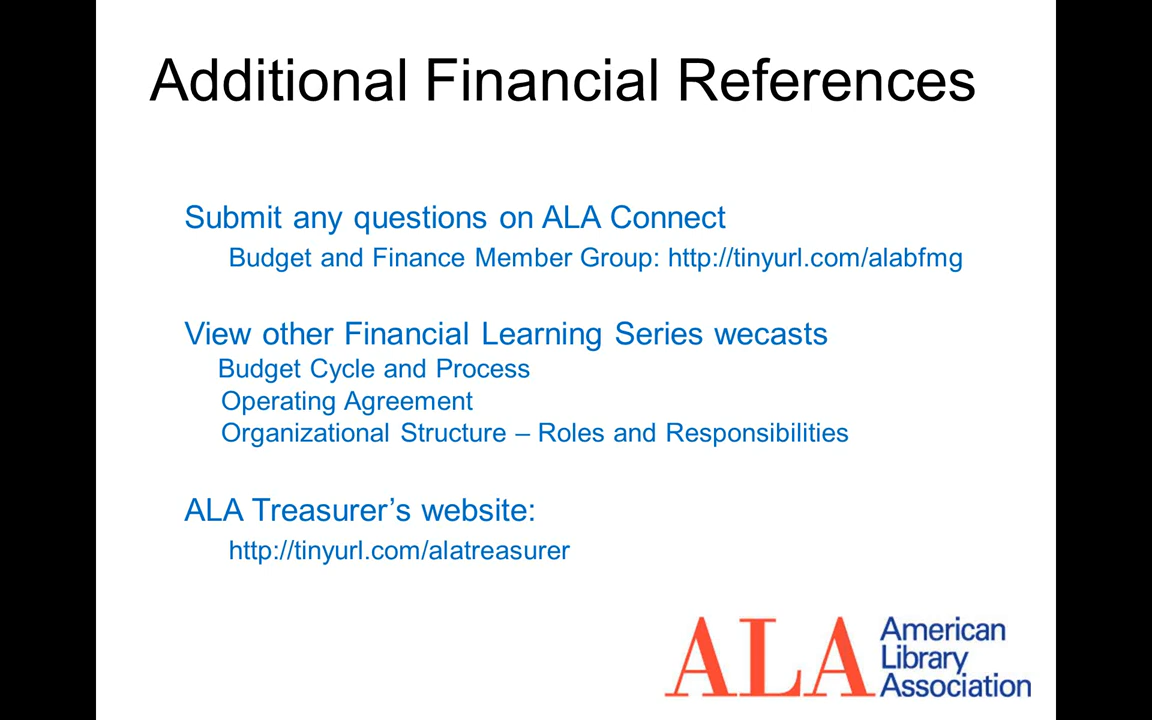 Additional Financial References
Submit any questions on ALA Connect
Budget and Finance Member Group: http://tinyurl.com/alabfmg
View other Financial Learning Series wecasts
Budget Cycle and Process
Operating Agreement
Organizational Structure – Roles and Responsibilities
ALA Treasurer’s website:
http://tinyurl.com/alatreasurer
ALA
American
Library
Association